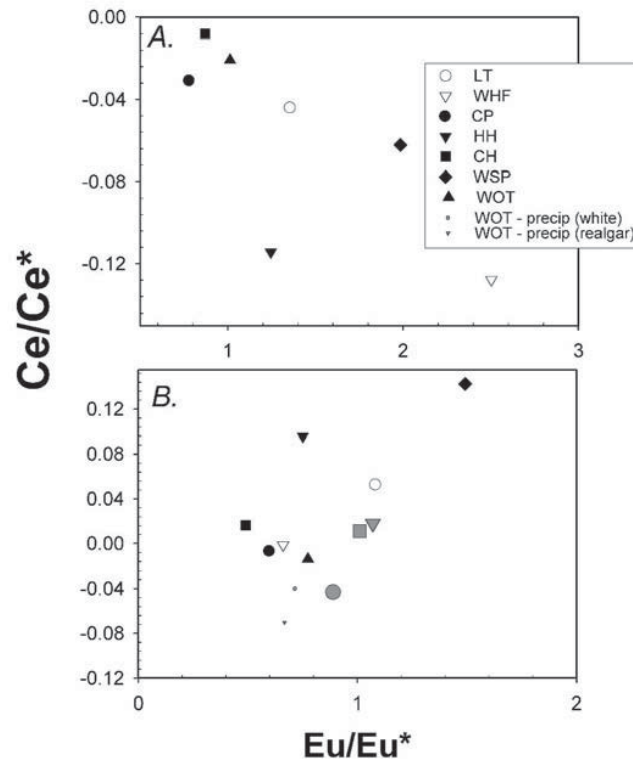 A.
0.00
-0.04
-0.08
-0.12
1
2
3
LT
WHF
CP
HH
CH
WSP
WOT
WOT - precip (white)
WOT - precip (realgar)
Ce/Ce*
B.
0.12
0.08
0.04
0.00
-0.04
-0.08
-0.12
0
1
2
Eu/Eu*